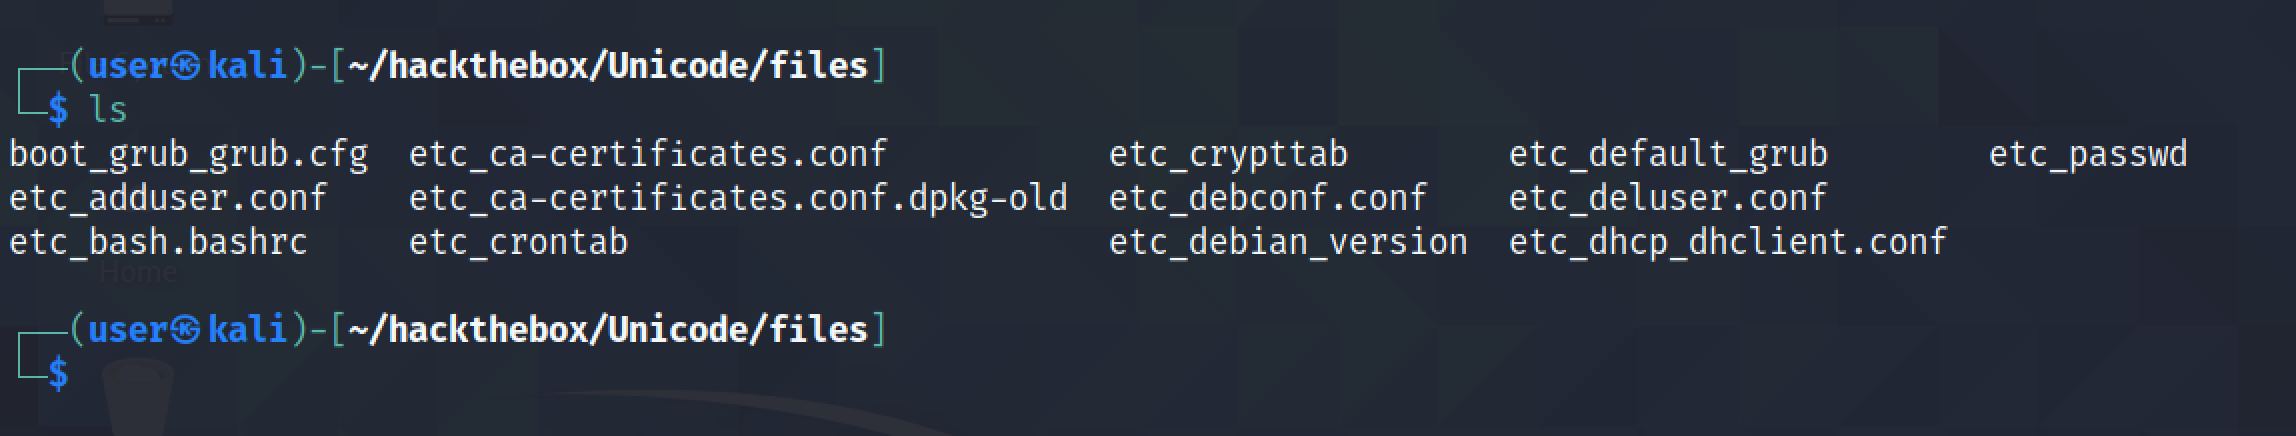 ┌──(user㉿kali)-[~/hackthebox/Unicode/files]
└─$ ls
boot_grub_grub.cfg  etc_ca-certificates.conf           etc_crypttab        etc_default_grub        etc_passwd
etc_adduser.conf    etc_ca-certificates.conf.dpkg-old  etc_debconf.conf    etc_deluser.conf
etc_bash.bashrc     etc_crontab                        etc_debian_version  etc_dhcp_dhclient.conf
Home
┌──(user㉿kali)-[~/hackthebox/Unicode/files]
└─$